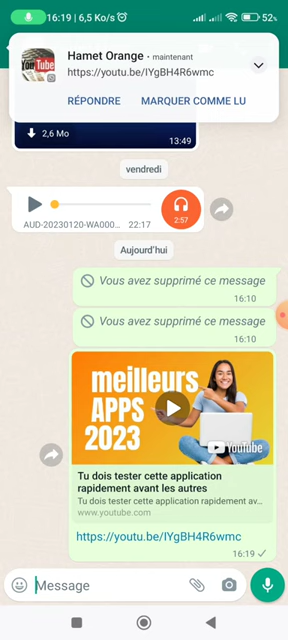 16:19 | 6,5 Ko/s
52%
YouTube
Hamet Orange • maintenant
https://youtu.be/IYgBH4R6wmc
RÉPONDRE
MARQUER COMME LU
2,6 Mo
13:49
vendredi
2:57
AUD-20230120-WA000... 22:17
Aujourd'hui
Vous avez supprimé ce message
16:10
Vous avez supprimé ce message
16:10
meilleurs
APPS
2023
YouTube
Tu dois tester cette application
rapidement avant les autres
Tu dois tester cette application rapidement av...
www.youtube.com
https://youtu.be/IYgBH4R6wmc
16:19
Message